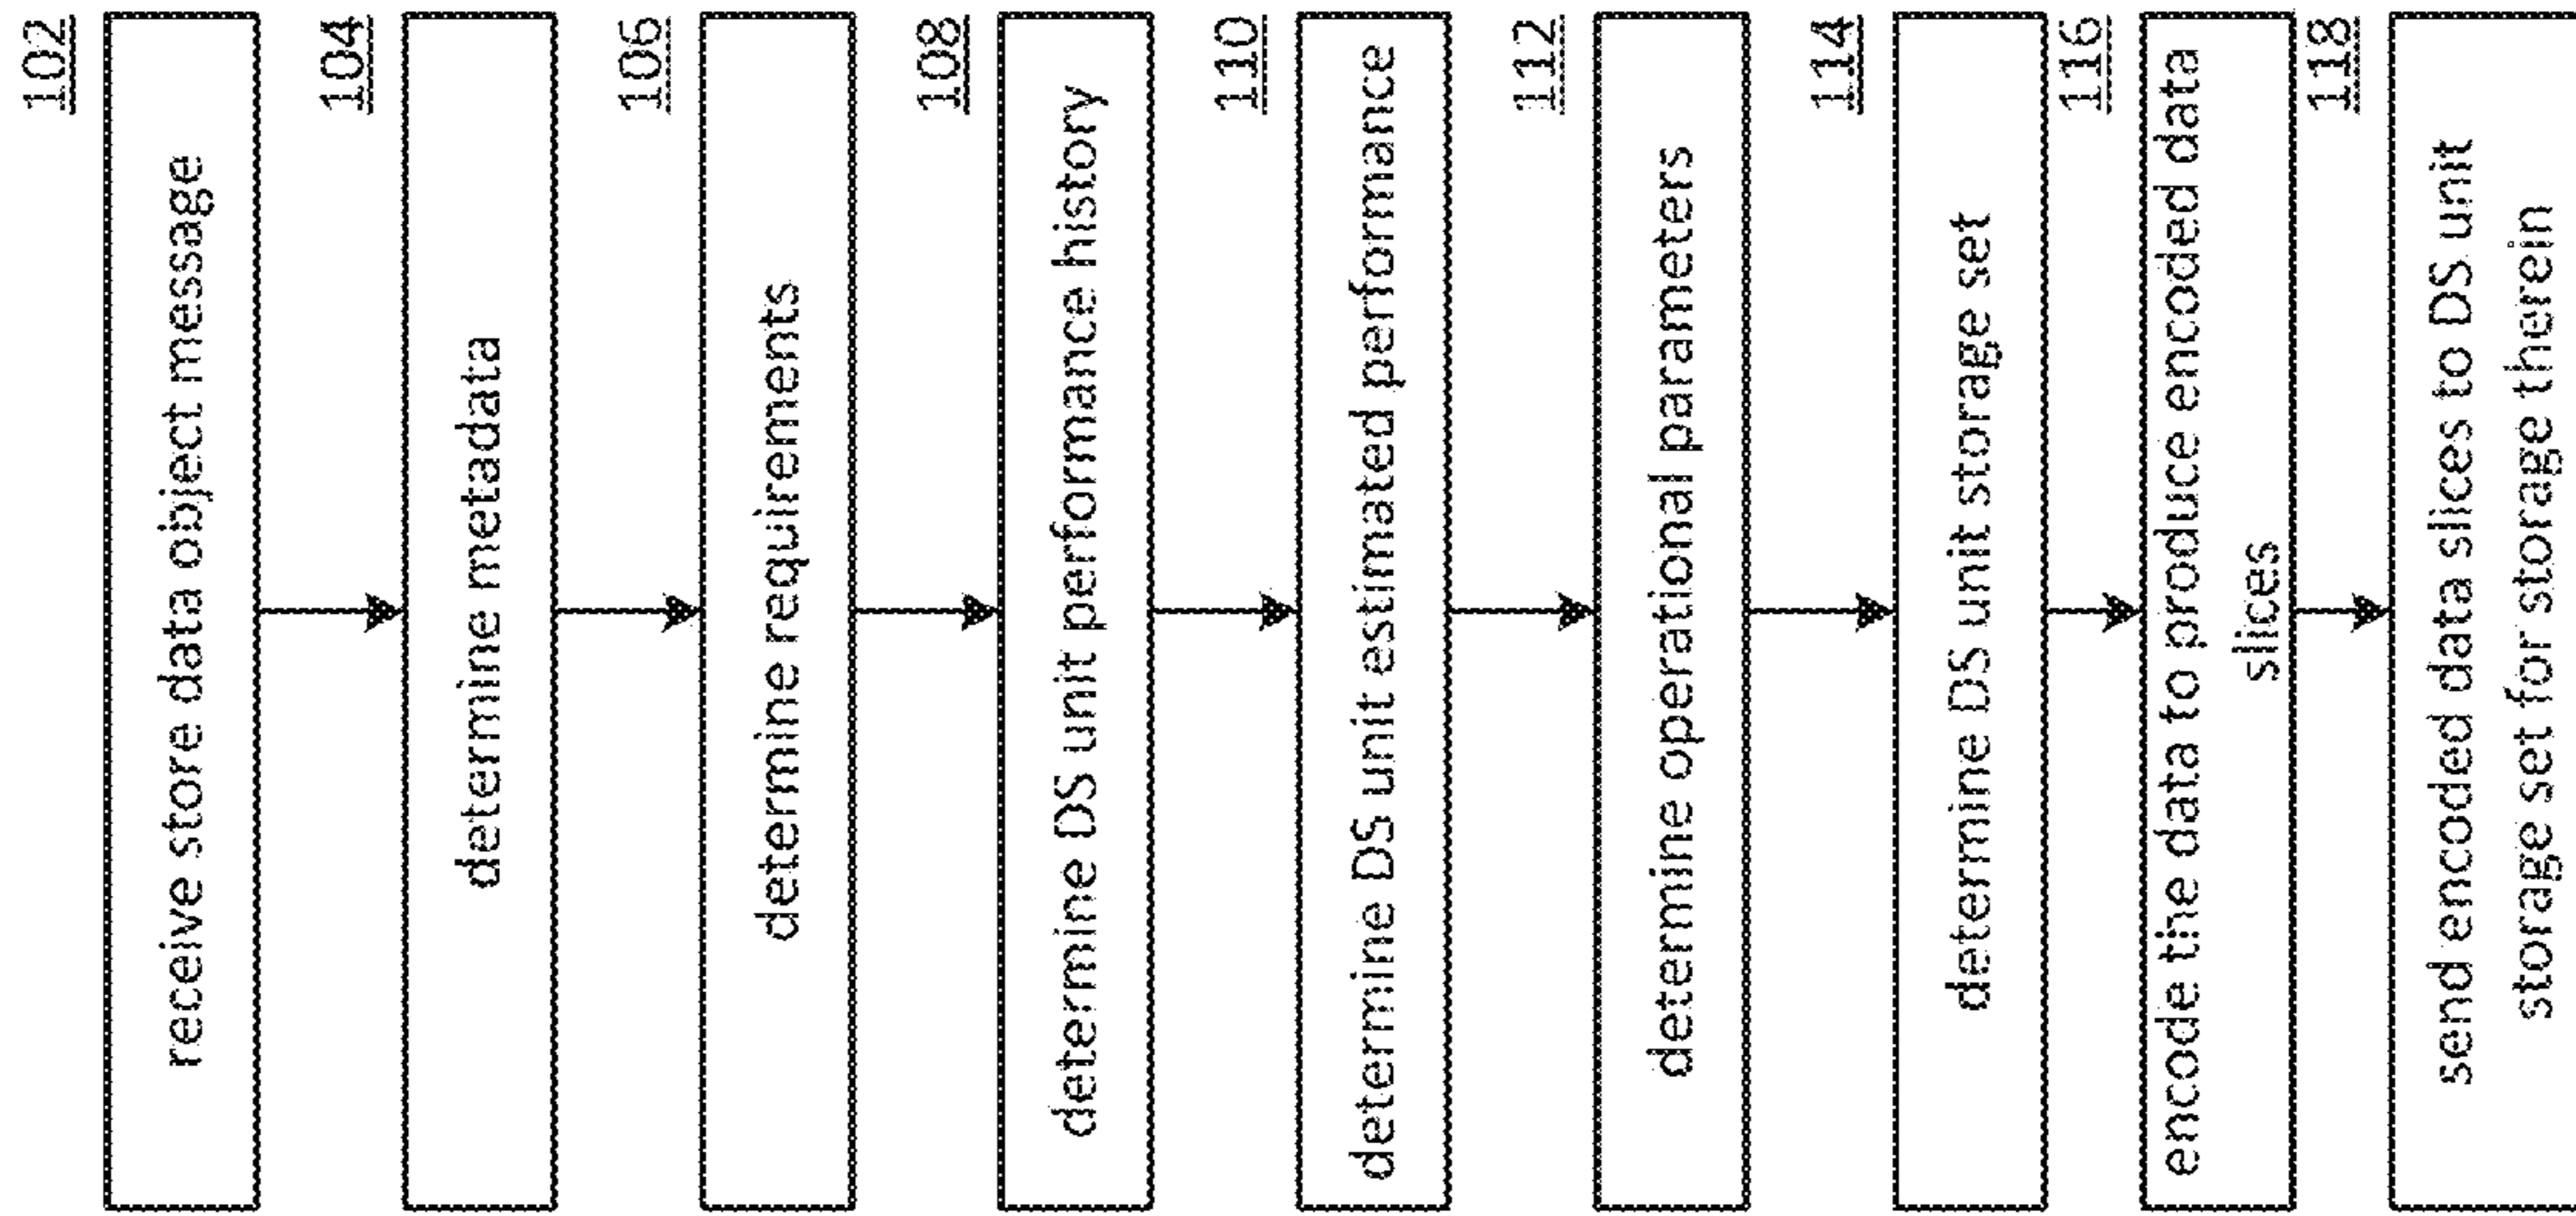 102
receive store data object message
104
determine metadata
106
determine requirements
108
determine DS unit performance history
110
determine DS unit estimated performance
112
determine operational parameters
114
determine DS unit storage set
116
encode the data to produce encoded data
slices
118
send encoded data slices to DS unit
storage set for storage therein